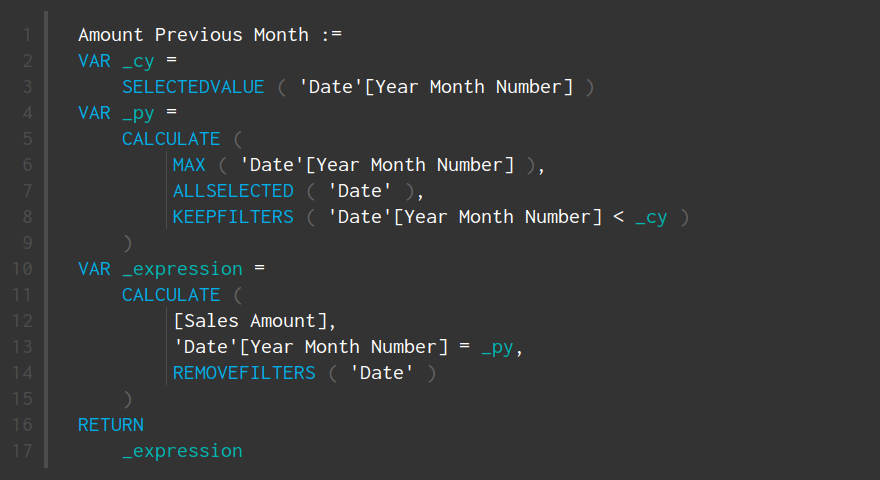 1 Amount Previous Month :=
2 VAR _cy =
3 SELECTEDVALUE ( 'Date'[Year Month Number] )
4 VAR _py =
5 CALCULATE (
6 MAX ( 'Date'[Year Month Number] ),
7 ALLSELECTED ( 'Date' ),
8 KEEPFILTERS ( 'Date'[Year Month Number] < _cy )
9 )
10 VAR _expression =
11 CALCULATE (
12 [Sales Amount],
13 'Date'[Year Month Number] = _py,
14 REMOVEFILTERS ( 'Date' )
15 )
16 RETURN
17 _expression